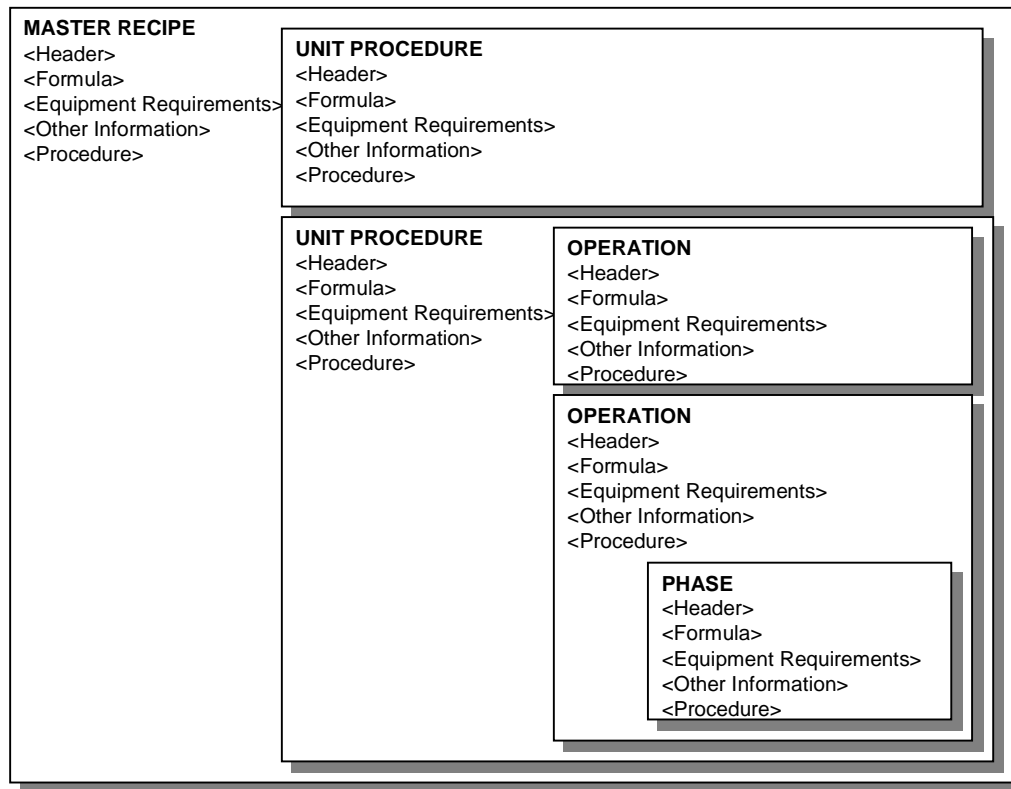 MASTER RECIPE
<Header>
<Formula>
<Equipment Requirements>
<Other Information>
<Procedure>
UNIT PROCEDURE
<Header>
<Formula>
<Equipment Requirements>
<Other Information>
<Procedure>
UNIT PROCEDURE
<Header>
<Formula>
<Equipment Requirements>
<Other Information>
<Procedure>
OPERATION
<Header>
<Formula>
<Equipment Requirements>
<Other Information>
<Procedure>
OPERATION
<Header>
<Formula>
<Equipment Requirements>
<Other Information>
<Procedure>
PHASE
<Header>
<Formula>
<Equipment Requirements>
<Other Information>
<Procedure>